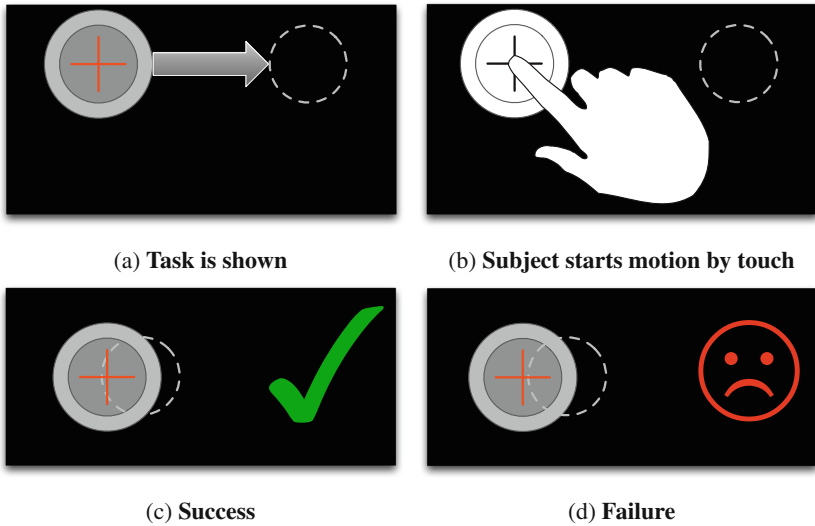 (a) Task is shown
(b) Subject starts motion by touch
(c) Success
(d) Failure